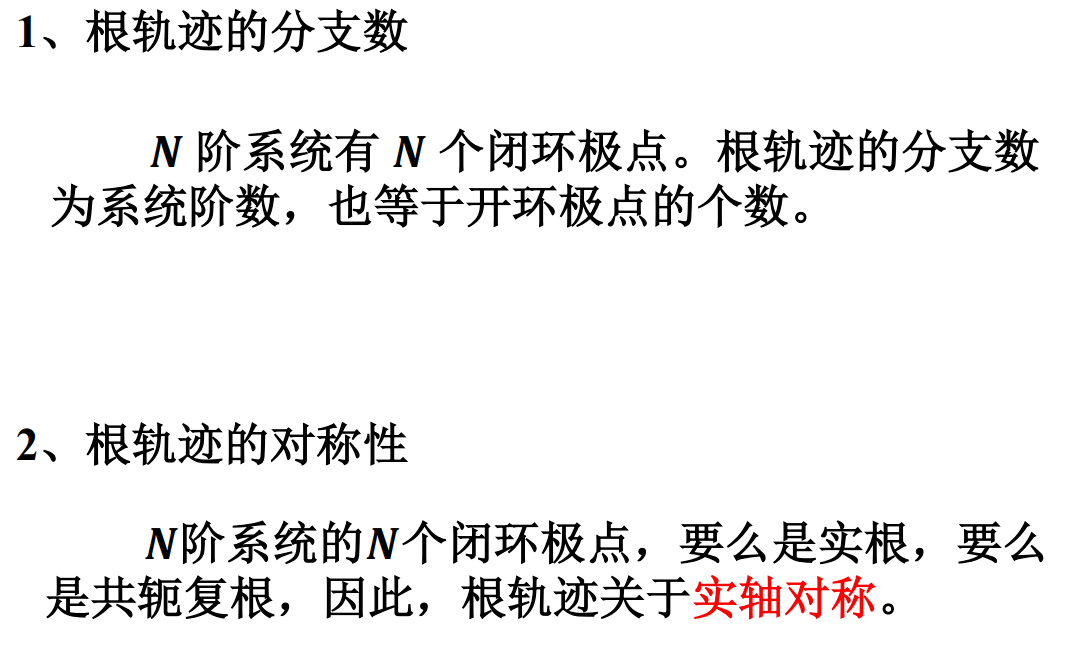 1、根轨迹的分支数
N 阶系统有 N 个闭环极点。根轨迹的分支数
为系统阶数，也等于开环极点的个数。
2、根轨迹的对称性
N阶系统的N个闭环极点，要么是实根，要么
是共轭复根，因此，根轨迹关于实轴对称。